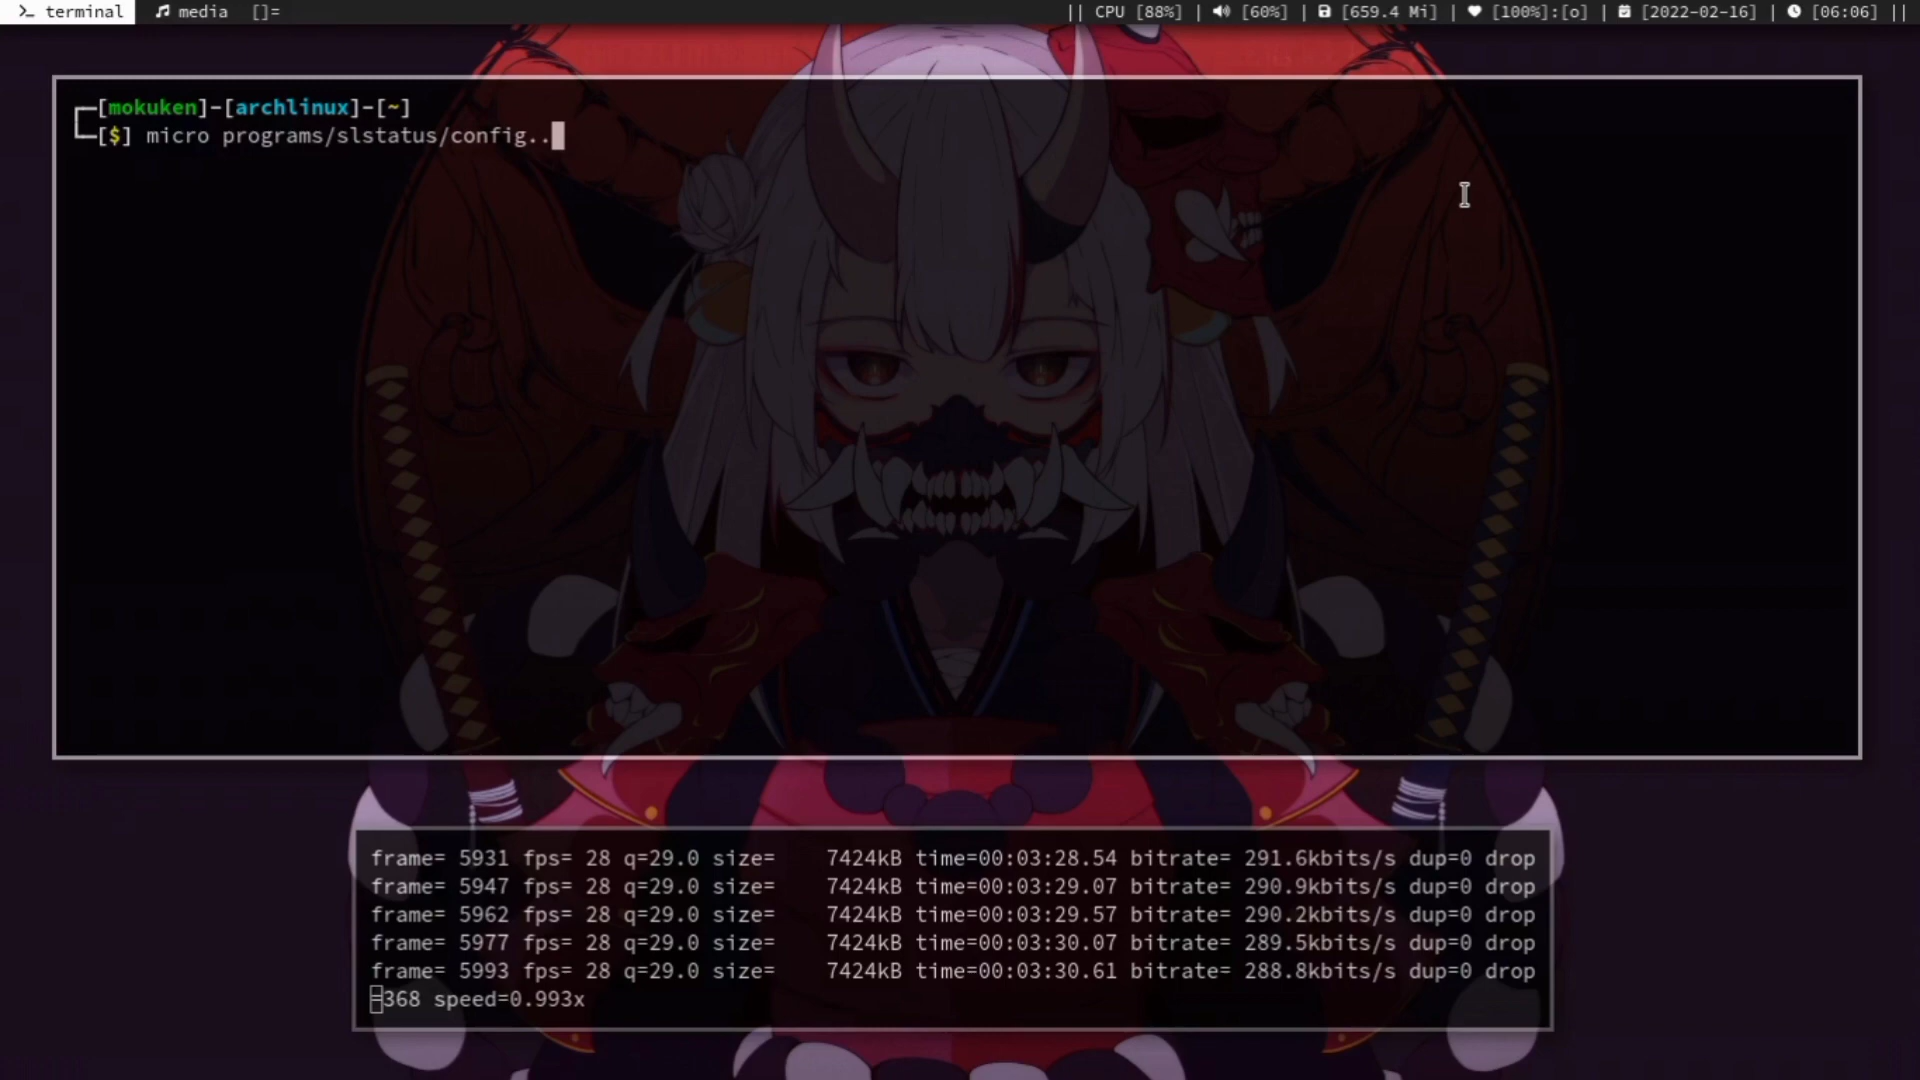 >_ terminal media []= || CPU [88%] | [60%] | [659.4 Mi] | [100%]:[o] | [2022-02-16] | [06:06] ||
┌─[mokuken]-[archlinux]-[~]
└─[$] micro programs/slstatus/config..
frame= 5931 fps= 28 q=29.0 size=    7424kB time=00:03:28.54 bitrate= 291.6kbits/s dup=0 drop
frame= 5947 fps= 28 q=29.0 size=    7424kB time=00:03:29.07 bitrate= 290.9kbits/s dup=0 drop
frame= 5962 fps= 28 q=29.0 size=    7424kB time=00:03:29.57 bitrate= 290.2kbits/s dup=0 drop
frame= 5977 fps= 28 q=29.0 size=    7424kB time=00:03:30.07 bitrate= 289.5kbits/s dup=0 drop
frame= 5993 fps= 28 q=29.0 size=    7424kB time=00:03:30.61 bitrate= 288.8kbits/s dup=0 drop
=368 speed=0.993x